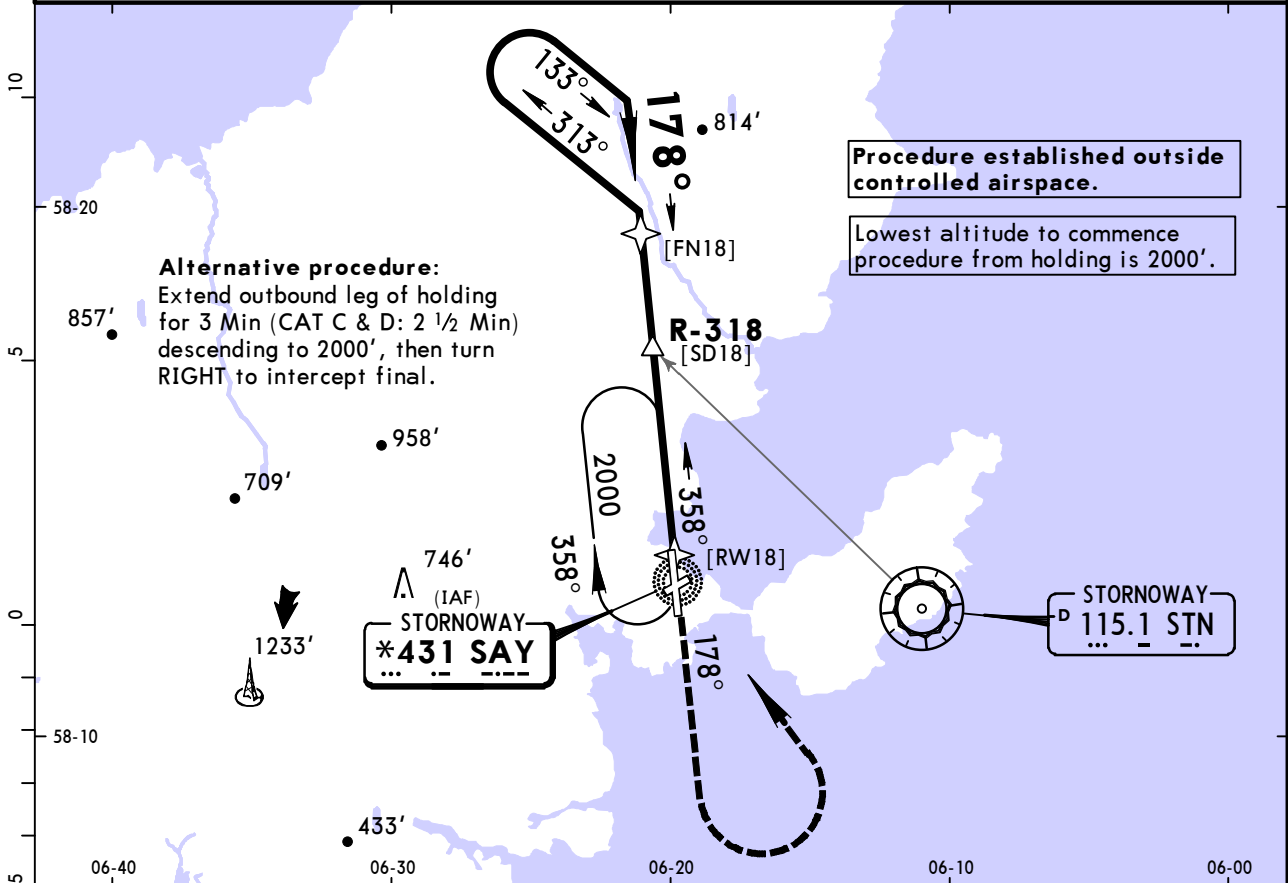 10
133°
313°
178°
814'
Procedure established outside
controlled airspace.
58-20
[FN18]
Lowest altitude to commence
procedure from holding is 2000'.
Alternative procedure:
Extend outbound leg of holding
for 3 Min (CAT C & D: 2 ½ Min)
descending to 2000', then turn
RIGHT to intercept final.
857'
R-318
[SD18]
5
958'
709'
2000
358°
358°
[RW18]
746'
(IAF)
0
STORNOWAY
*431 SAY
STORNOWAY
D 115.1 STN
1233'
178°
58-10
433'
5
06-40
06-30
06-20
06-10
06-00